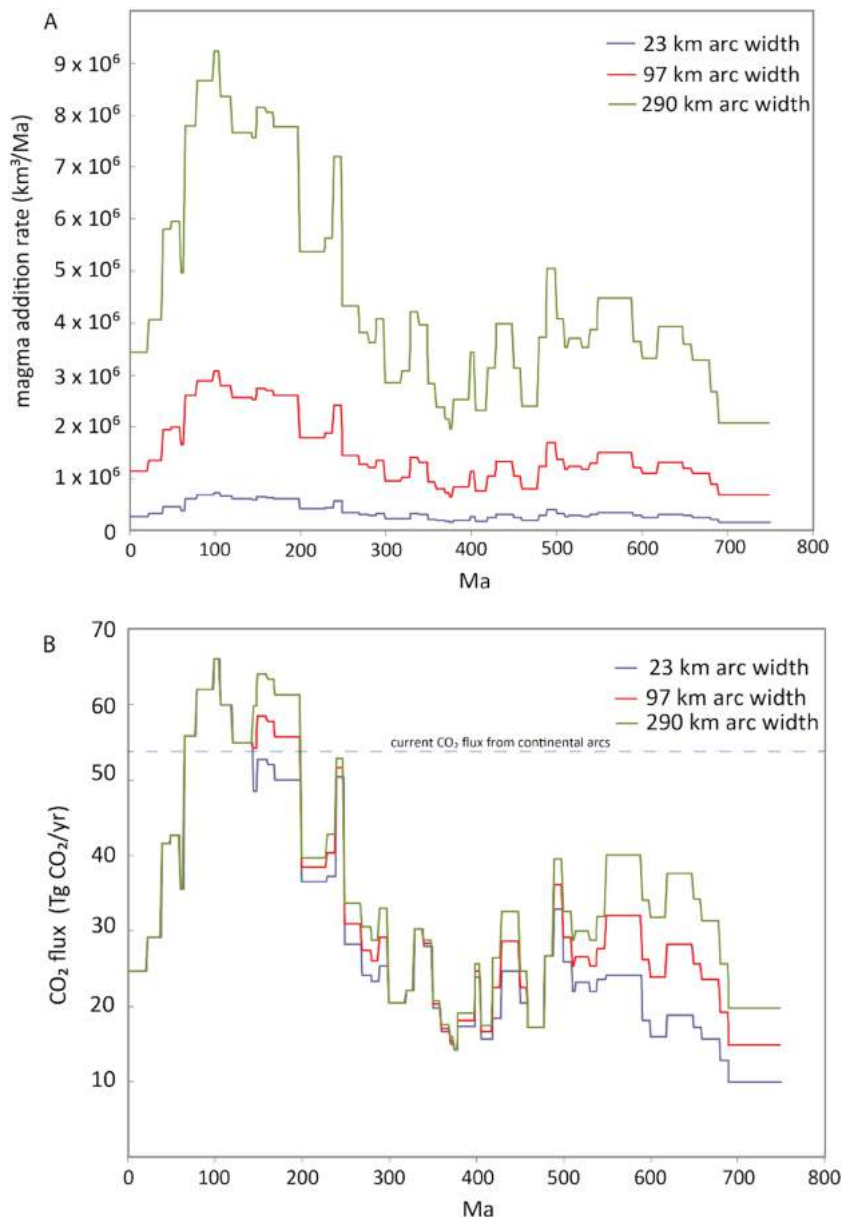 A
23 km arc width
97 km arc width
290 km arc width
9 x 10⁶
8 x 10⁶
7 x 10⁶
6 x 10⁶
5 x 10⁶
4 x 10⁶
3 x 10⁶
2 x 10⁶
1 x 10⁶
0
magma addition rate (km³/Ma)
0 100 200 300 400 500 600 700 800
Ma
B
23 km arc width
97 km arc width
290 km arc width
current CO₂ flux from continental arcs
70
60
50
40
30
20
10
CO₂ flux (Tg CO₂/yr)
0 100 200 300 400 500 600 700 800
Ma